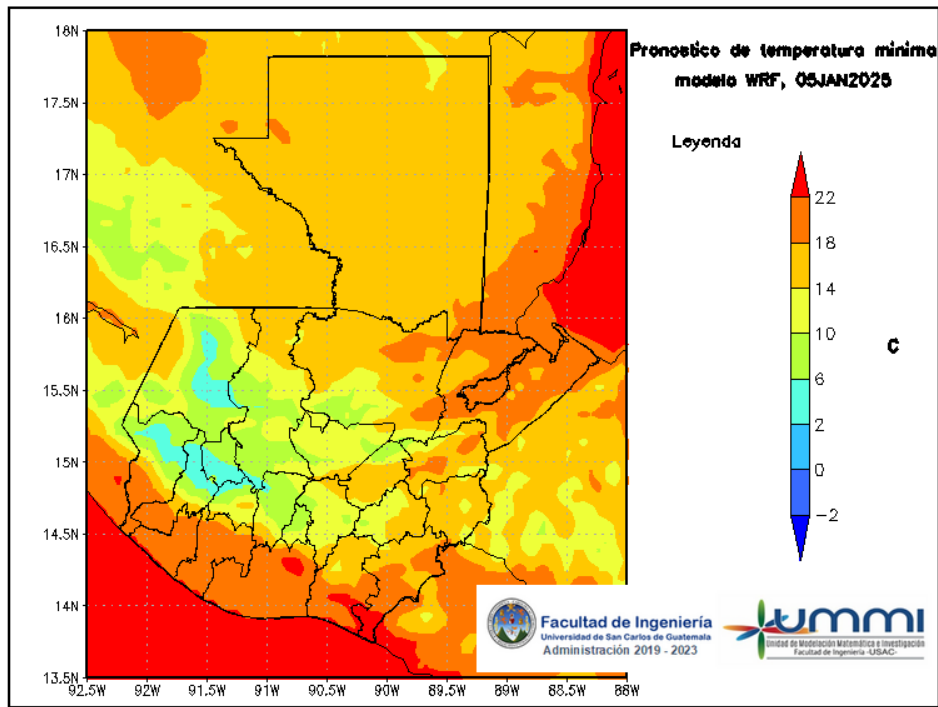 Pronostico de temperatura minima
modelo WRF, 05JAN2025
Leyenda
22
18
14
10
6
2
0
−2
C
18N
17.5N
17N
16.5N
16N
15.5N
15N
14.5N
14N
13.5N
92.5W 92W 91.5W 91W 90.5W 90W 89.5W 89W 88.5W 88W
Facultad de Ingeniería
Universidad de San Carlos de Guatemala
Administración 2019 - 2023
ummi
Unidad de Modelación Matemática e Investigación
Facultad de Ingeniería -USAC-